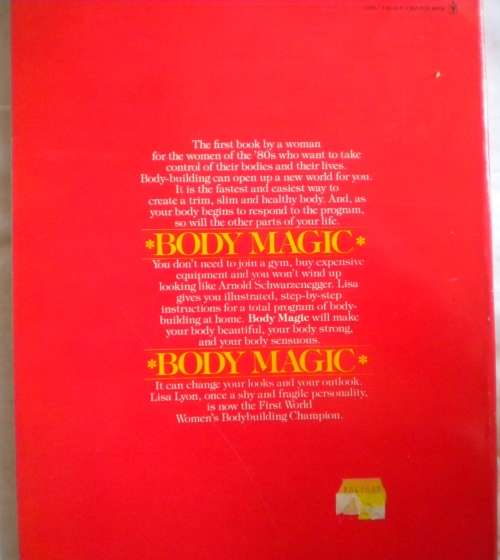 The first book by a woman
for the women of the '80s who want to take
control of their bodies and their lives.
Body-building can open up a new world for you.
It is the fastest and easiest way to
create a trim, slim and healthy body. And, as
your body begins to respond to the program,
so will the other parts of your life.
*BODY MAGIC*
You don't need to join a gym, buy expensive
equipment and you won't wind up
looking like Arnold Schwarzenegger. Lisa
gives you illustrated, step-by-step
instructions for a total program of body-
building at home. Body Magic will make
your body beautiful, your body strong,
and your body sensuous.
*BODY MAGIC*
It can change your looks and your outlook.
Lisa Lyon, once a shy and fragile personality,
is now the First World
Women's Bodybuilding Champion.